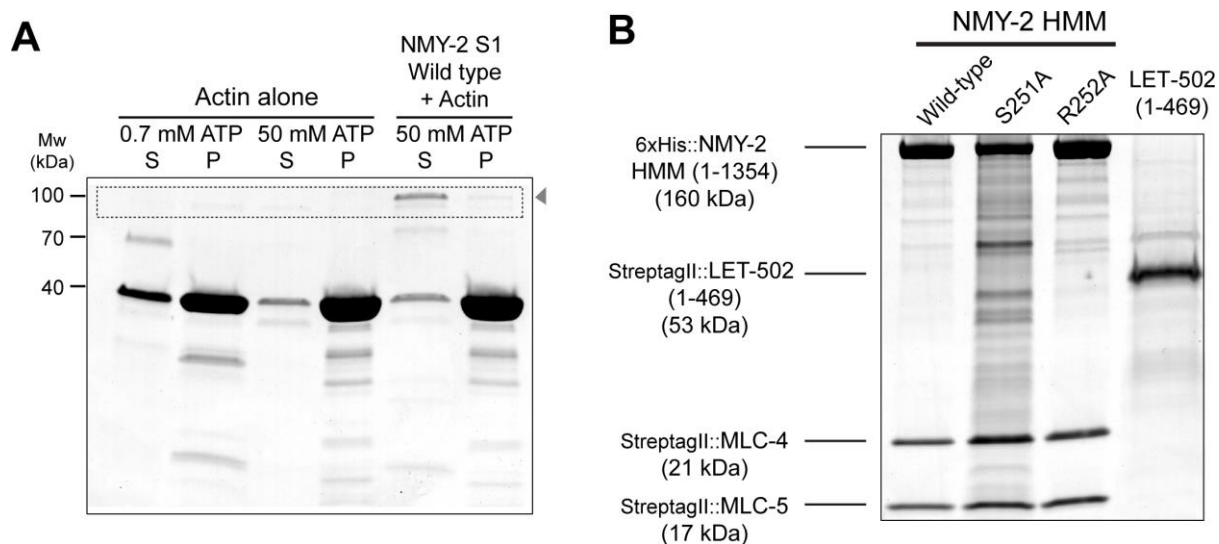 A
NMY-2 S1
Wild type
+ Actin
Actin alone
Mw
(kDa)
0.7 mM ATP 50 mM ATP 50 mM ATP
S P S P S P
100
70
40
B
NMY-2 HMM
Wild-type
S251A
R252A
LET-502
(1-469)
6xHis::NMY-2
HMM (1-1354)
(160 kDa)
StreptagII::LET-502
(1-469)
(53 kDa)
StreptagII::MLC-4
(21 kDa)
StreptagII::MLC-5
(17 kDa)